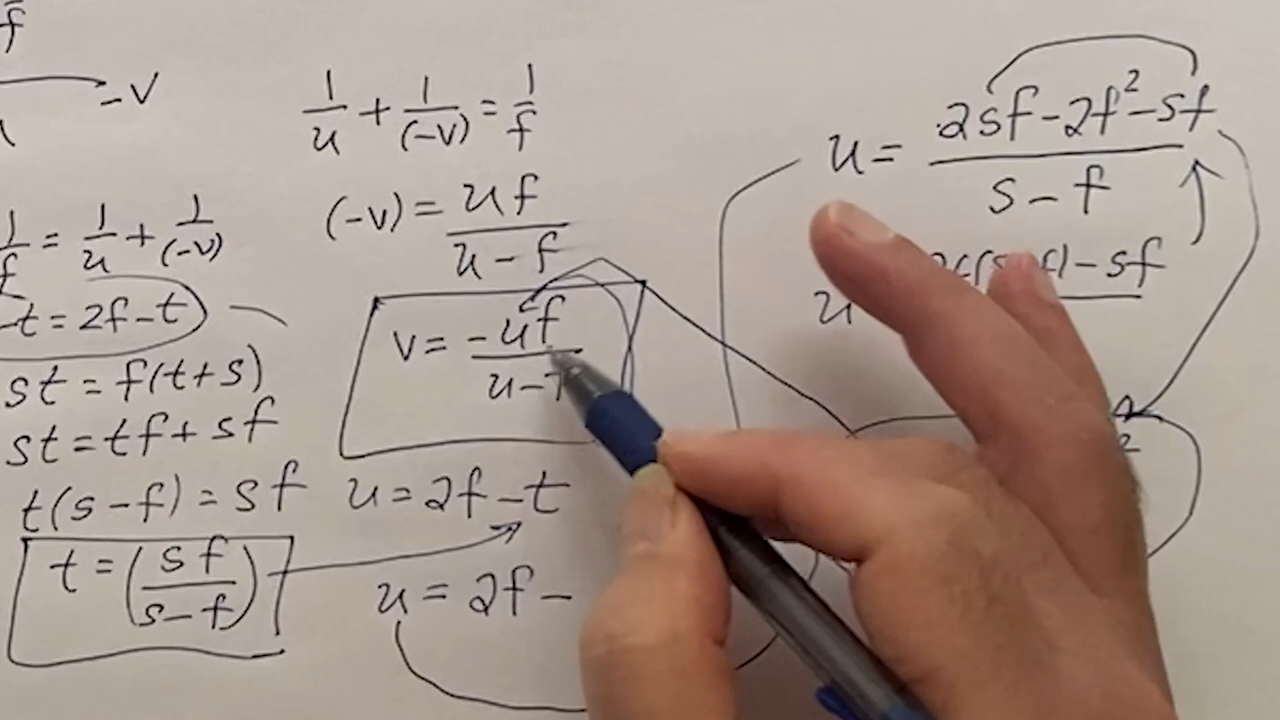 f
-v
1/f = 1/u + 1/(-v)
t = 2f - t
st = f(t+s)
st = tf + sf
t(s-f) = sf
t = (sf/(s-f))
1/u + 1/(-v) = 1/f
(-v) = uf/(u-f)
v = -uf/(u-
u = 2f - t
u = 2f -
u = (2sf - 2f² - sf)/(s - f)
u
- sf